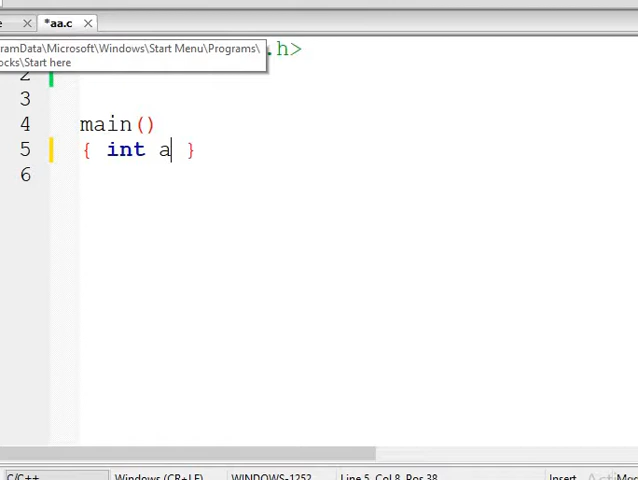 e × *aa.c ×
ramData\Microsoft\Windows\Start Menu\Programs\ .h>
ocks\Start here
2
3
4 main()
5 { int a }
6
C/C++ Windows (CR+LF) WINDOWS-1252 Line 5, Col 8, Pos 38 Insert